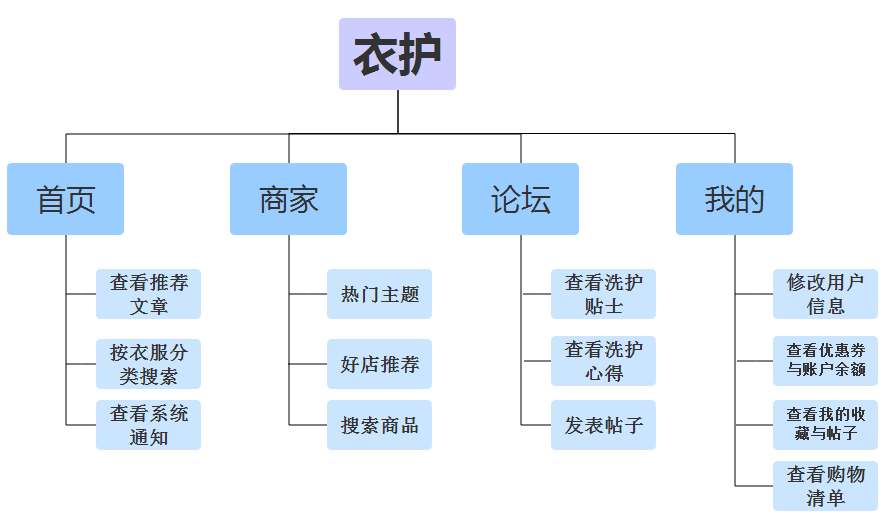 衣护
首页
商家
论坛
我的
查看推荐
文章
按衣服分
类搜索
查看系统
通知
热门主题
好店推荐
搜索商品
查看洗护
贴士
查看洗护
心得
发表帖子
修改用户
信息
查看优惠券
与账户余额
查看我的收
藏与帖子
查看购物
清单